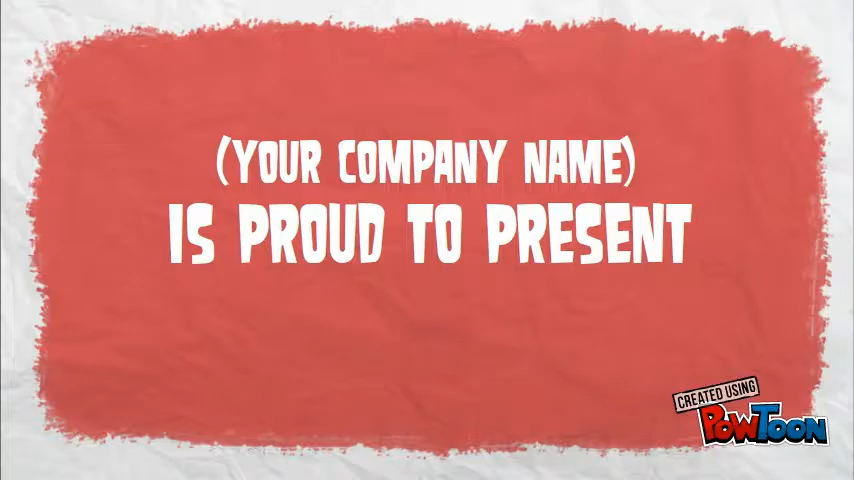 (YOUR COMPANY NAME)
IS PROUD TO PRESENT
CREATED USING
POWTOON